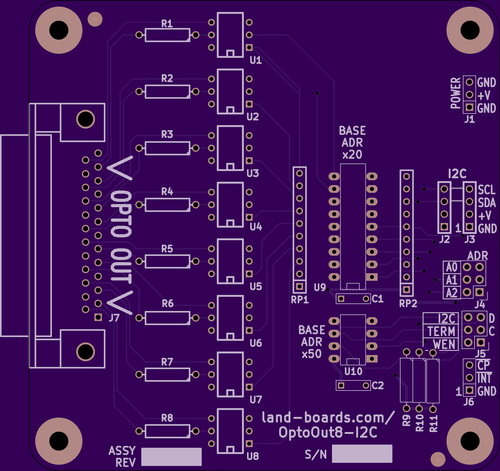 R1
U1
R2
U2
R3
U3
R4
U4
R5
U5
R6
U6
R7
U7
R8
U8
< OPTO OUT >
J7
BASE
ADR
x20
U9
C1
RP1
RP2
BASE
ADR
x50
U10
C2
POWER
GND
+V
GND
J1
I2C
SCL
SDA
+V
1 GND
J2 J3
ADR
A0
A1
A2
J4
I2C D
TERM C
WEN
J5
CP
INT
1 GND
J6
R9
R10
R11
land-boards.com/
OptoOut8-I2C
ASSY
REV
S/N